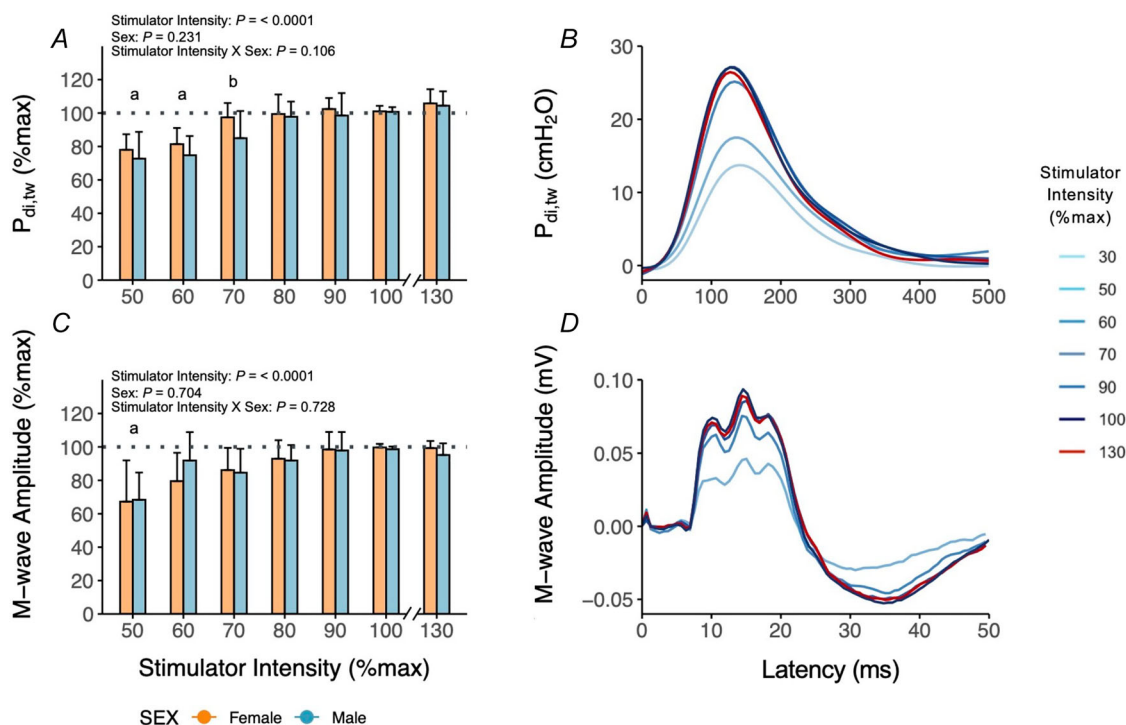 A
Stimulator Intensity: P = < 0.0001
Sex: P = 0.231
Stimulator Intensity X Sex: P = 0.106
P di,tw (%max)
120
100
80
60
40
20
0
a
a
b
50 60 70 80 90 100 130
B
P di,tw (cmH2O)
30
20
10
0
0 100 200 300 400 500
C
M-wave Amplitude (%max)
Stimulator Intensity: P = < 0.0001
Sex: P = 0.704
Stimulator Intensity X Sex: P = 0.728
120
100
80
60
40
20
0
a
50 60 70 80 90 100 130
Stimulator Intensity (%max)
SEX Female Male
D
M-wave Amplitude (mV)
0.10
0.05
0.00
−0.05
0 10 20 30 40 50
Latency (ms)
Stimulator
Intensity
(%max)
30
50
60
70
90
100
130